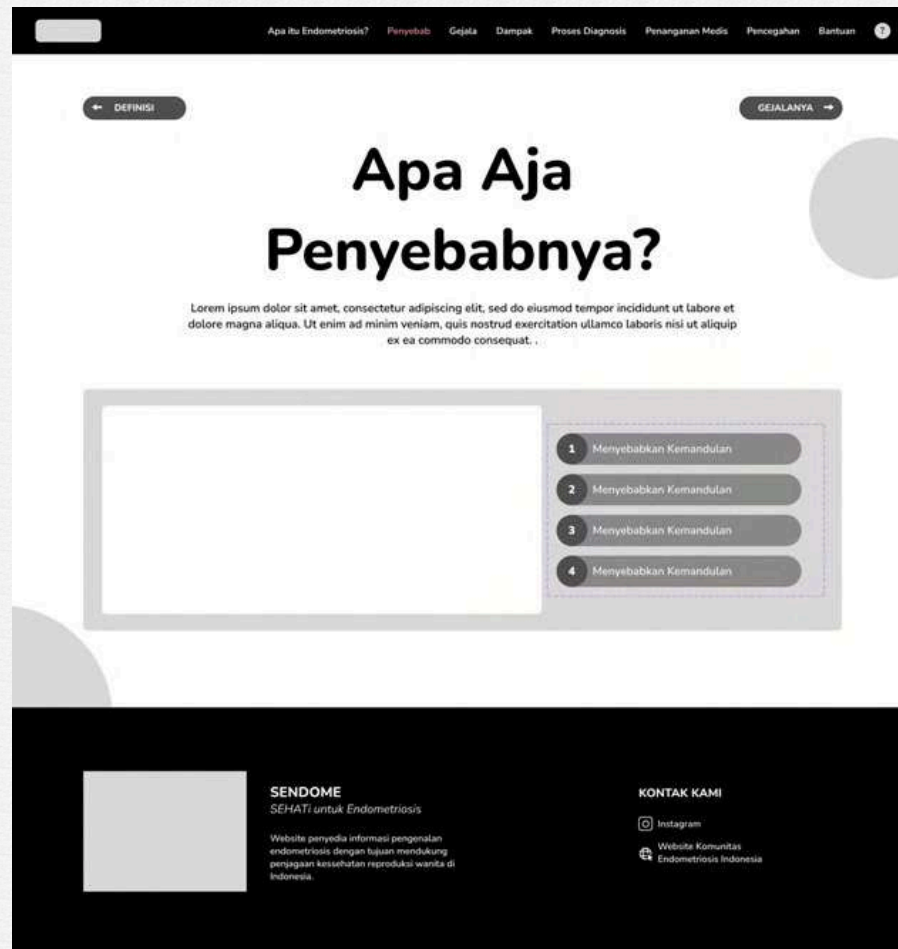 Apa itu Endometriosis? Penyebab Gejala Dampak Proses Diagnosis Penanganan Medis Pencegahan Bantuan ?
← DEFINISI
GEJALANYA →
Apa Aja
Penyebabnya?
Lorem ipsum dolor sit amet, consectetur adipiscing elit, sed do eiusmod tempor incididunt ut labore et
dolore magna aliqua. Ut enim ad minim veniam, quis nostrud exercitation ullamco laboris nisi ut aliquip
ex ea commodo consequat. .
1 Menyebabkan Kemandulan
2 Menyebabkan Kemandulan
3 Menyebabkan Kemandulan
4 Menyebabkan Kemandulan
SENDOME
SEHATi untuk Endometriosis
Website penyedia informasi pengenalan
endometriosis dengan tujuan mendukung
penjagaan kessehatan reproduksi wanita di
Indonesia.
KONTAK KAMI
Instagram
Website Komunitas
Endometriosis Indonesia